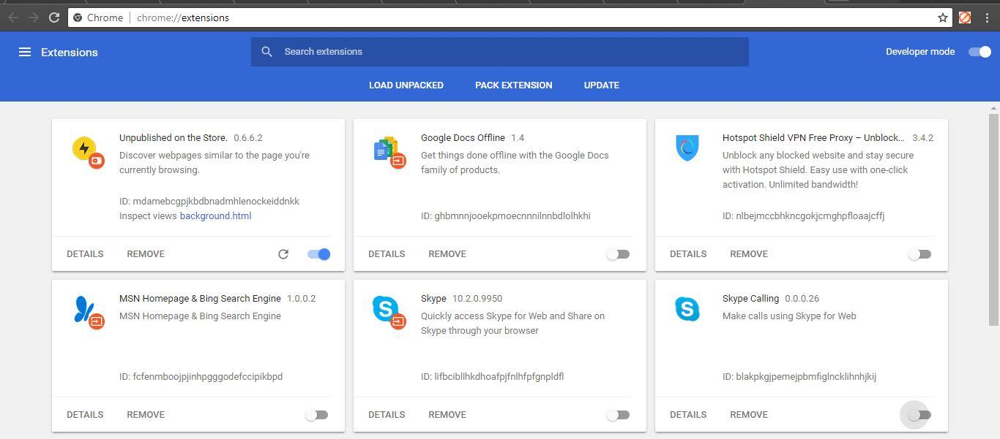 Chrome chrome://extensions
Extensions
Search extensions
Developer mode
LOAD UNPACKED PACK EXTENSION UPDATE
Unpublished on the Store. 0.6.6.2
Discover webpages similar to the page you're
currently browsing.
ID: mdamebcgpjkbdbnadmhlenockeiddnkk
Inspect views background.html
DETAILS REMOVE
Google Docs Offline 1.4
Get things done offline with the Google Docs
family of products.
ID: ghbmnnjooekpmoecnnnilnnbdlolhkhi
DETAILS REMOVE
Hotspot Shield VPN Free Proxy – Unblock... 3.4.2
Unblock any blocked website and stay secure
with Hotspot Shield. Easy use with one-click
activation. Unlimited bandwidth!
ID: nlbejmccbhkncgokjcmghpfloaajcffj
DETAILS REMOVE
MSN Homepage & Bing Search Engine 1.0.0.2
MSN Homepage & Bing Search Engine
ID: fcfenmboojpjinhpgggodefccipikbpd
DETAILS REMOVE
Skype 10.2.0.9950
Quickly access Skype for Web and Share on
Skype through your browser
ID: lifbcibllhkdhoafpjfnlhfpfgnpldfl
DETAILS REMOVE
Skype Calling 0.0.0.26
Make calls using Skype for Web
ID: blakpkgjpemejpbmfiglncklihnhjkij
DETAILS REMOVE